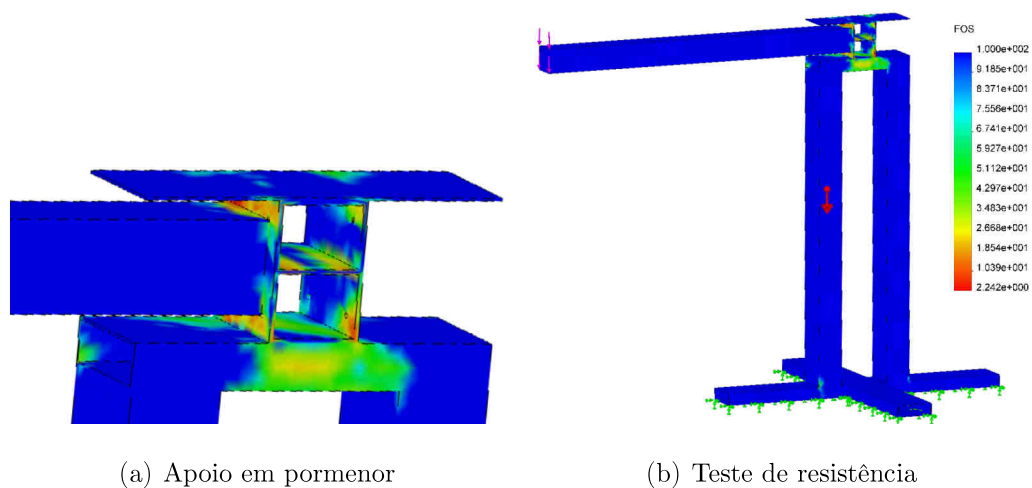 FOS
1.000e+002
9.185e+001
8.371e+001
7.556e+001
6.741e+001
5.927e+001
5.112e+001
4.297e+001
3.483e+001
2.668e+001
1.854e+001
1.039e+001
2.242e+000
(a) Apoio em pormenor
(b) Teste de resistência